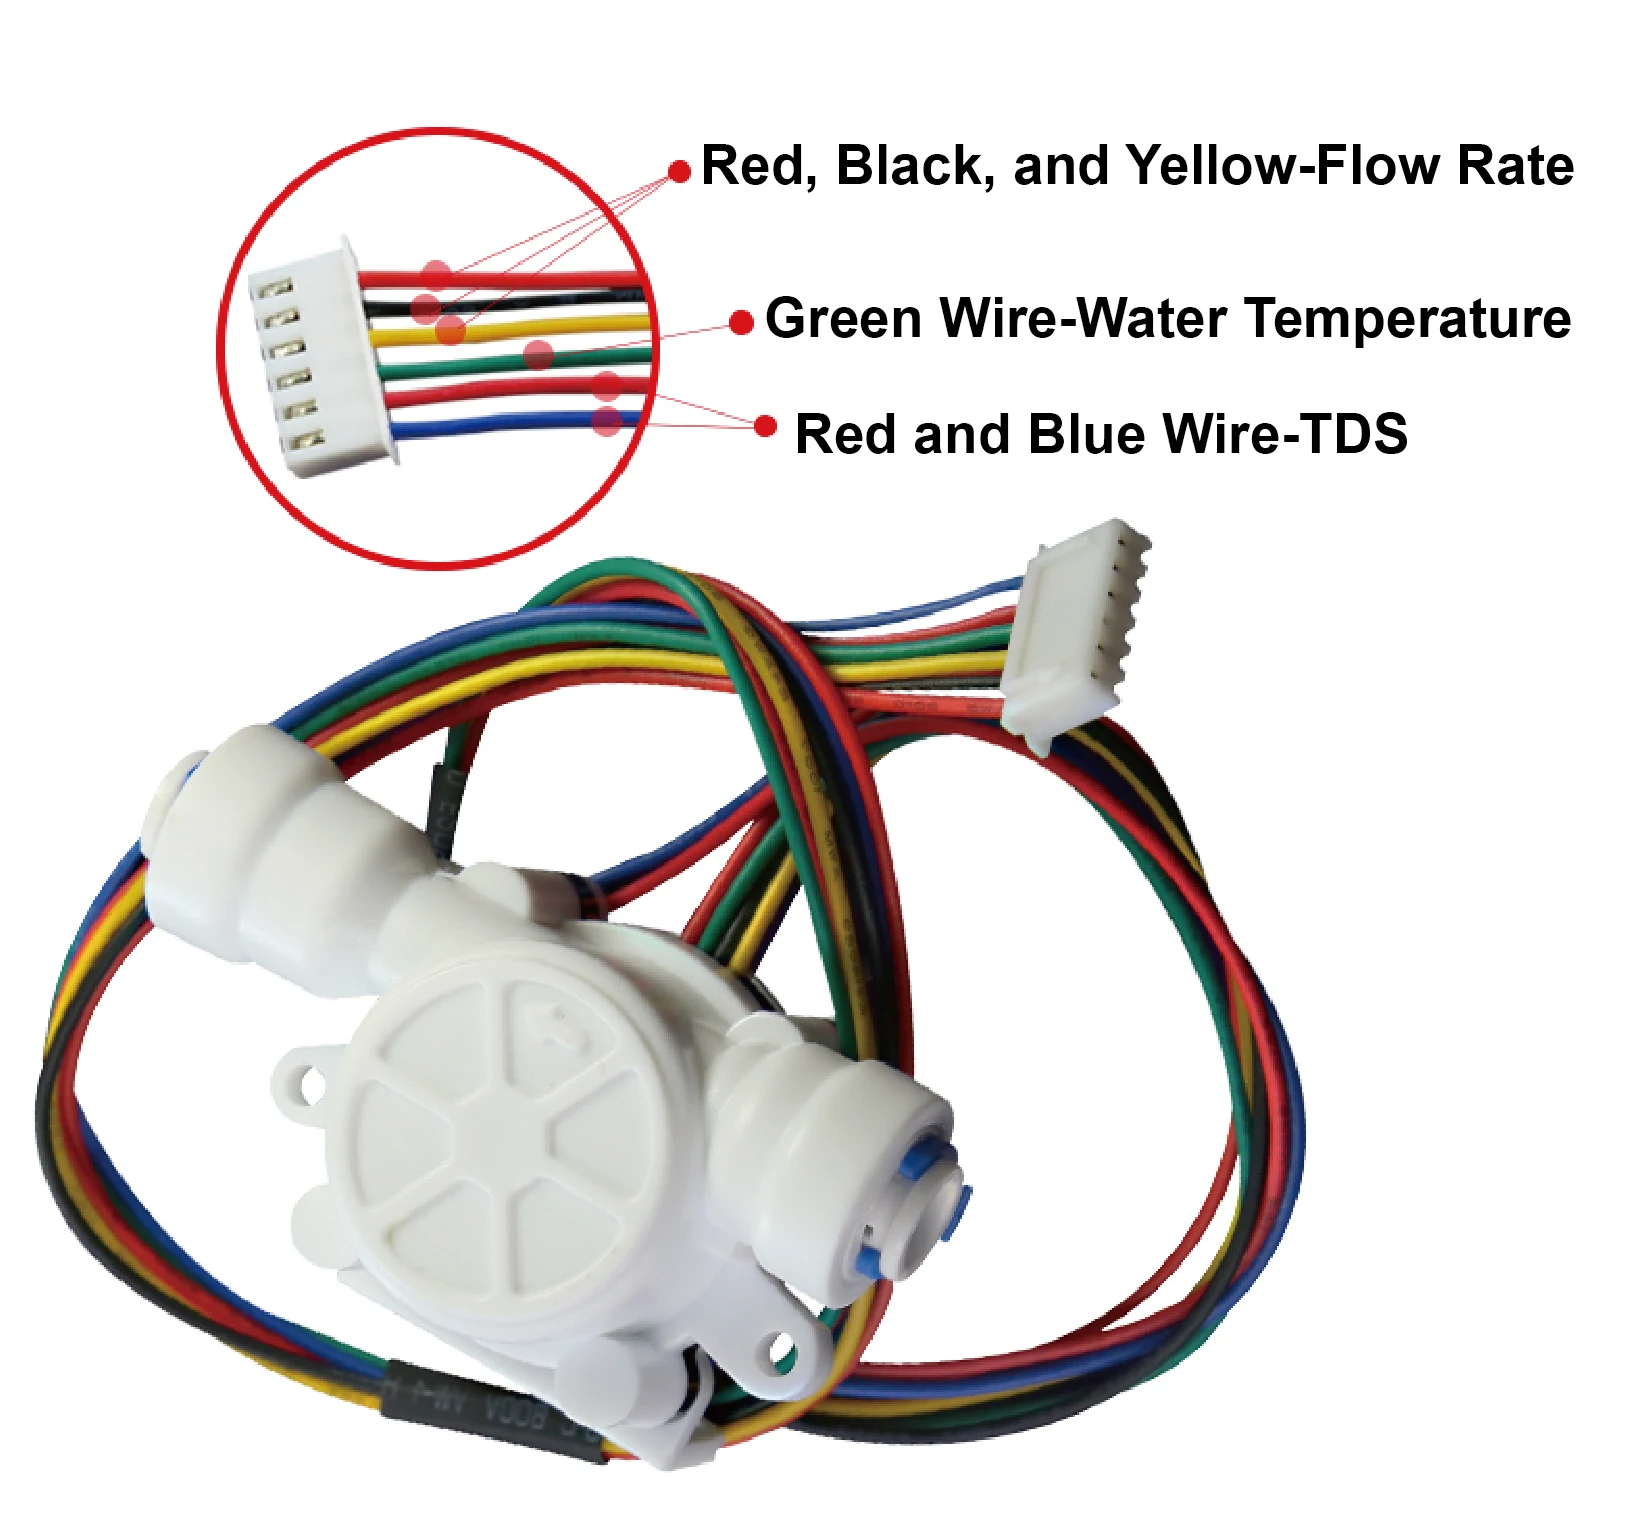 Red, Black, and Yellow-Flow Rate
Green Wire-Water Temperature
Red and Blue Wire-TDS